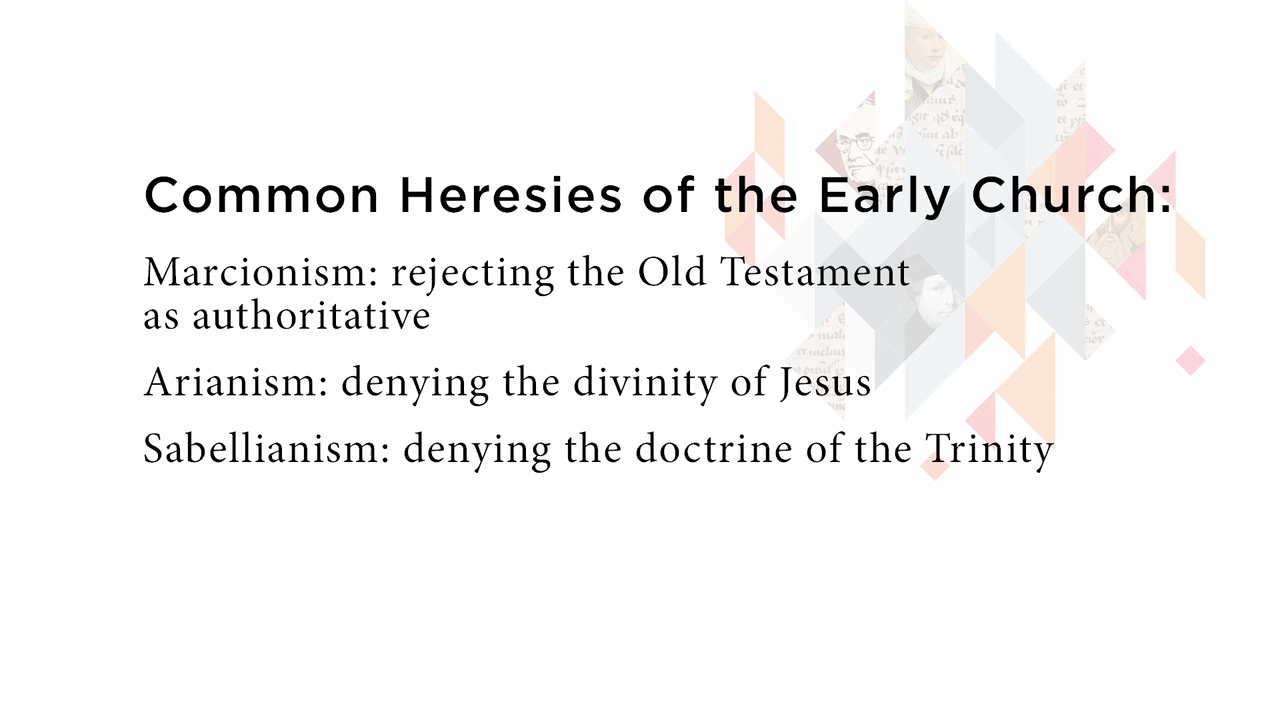 Common Heresies of the Early Church:
Marcionism: rejecting the Old Testament
as authoritative
Arianism: denying the divinity of Jesus
Sabellianism: denying the doctrine of the Trinity